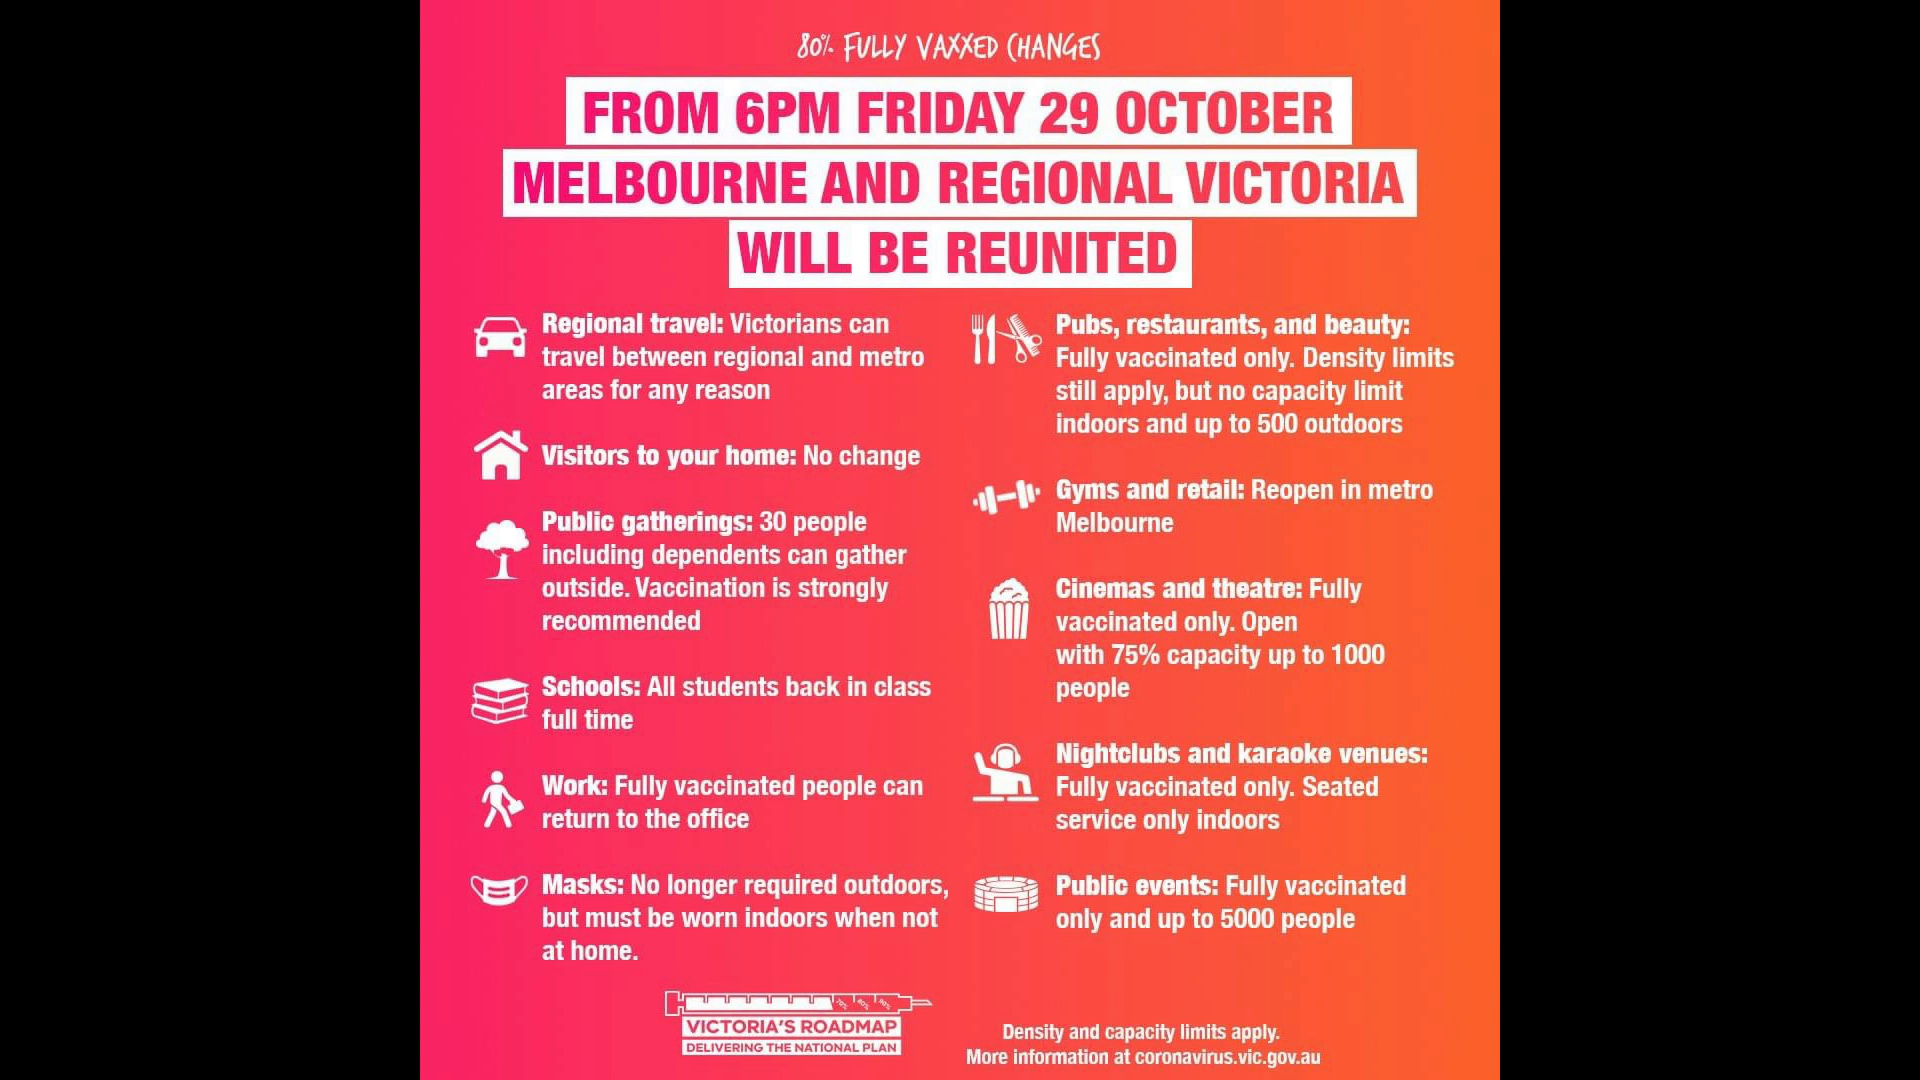 80% FULLY VAXXED CHANGES
FROM 6PM FRIDAY 29 OCTOBER
MELBOURNE AND REGIONAL VICTORIA
WILL BE REUNITED
Regional travel: Victorians can
travel between regional and metro
areas for any reason
Visitors to your home: No change
Public gatherings: 30 people
including dependents can gather
outside. Vaccination is strongly
recommended
Schools: All students back in class
full time
Work: Fully vaccinated people can
return to the office
Masks: No longer required outdoors,
but must be worn indoors when not
at home.
Pubs, restaurants, and beauty:
Fully vaccinated only. Density limits
still apply, but no capacity limit
indoors and up to 500 outdoors
Gyms and retail: Reopen in metro
Melbourne
Cinemas and theatre: Fully
vaccinated only. Open
with 75% capacity up to 1000
people
Nightclubs and karaoke venues:
Fully vaccinated only. Seated
service only indoors
Public events: Fully vaccinated
only and up to 5000 people
70% 80% 90%
VICTORIA'S ROADMAP
DELIVERING THE NATIONAL PLAN
Density and capacity limits apply.
More information at coronavirus.vic.gov.au